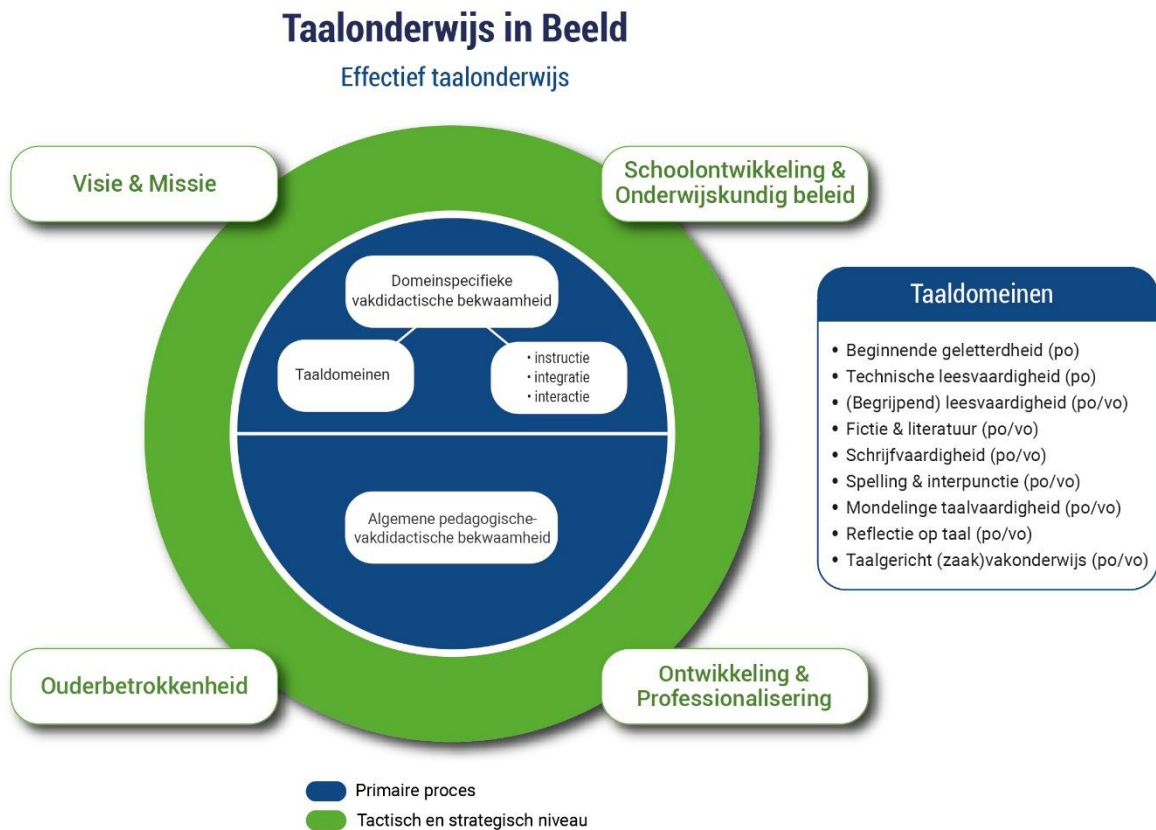 Taalonderwijs in Beeld
Effectief taalonderwijs
Visie & Missie
Schoolontwikkeling &
Onderwijskundig beleid
Domeinspecifieke
vakdidactische bekwaamheid
Taaldomeinen
• instructie
• integratie
• interactie
Algemene pedagogische-
vakdidactische bekwaamheid
Ouderbetrokkenheid
Ontwikkeling &
Professionalisering
Taaldomeinen
• Beginnende geletterdheid (po)
• Technische leesvaardigheid (po)
• (Begrijpend) leesvaardigheid (po/vo)
• Fictie & literatuur (po/vo)
• Schrijfvaardigheid (po/vo)
• Spelling & interpunctie (po/vo)
• Mondelinge taalvaardigheid (po/vo)
• Reflectie op taal (po/vo)
• Taalgericht (zaak)vakonderwijs (po/vo)
Primaire proces
Tactisch en strategisch niveau